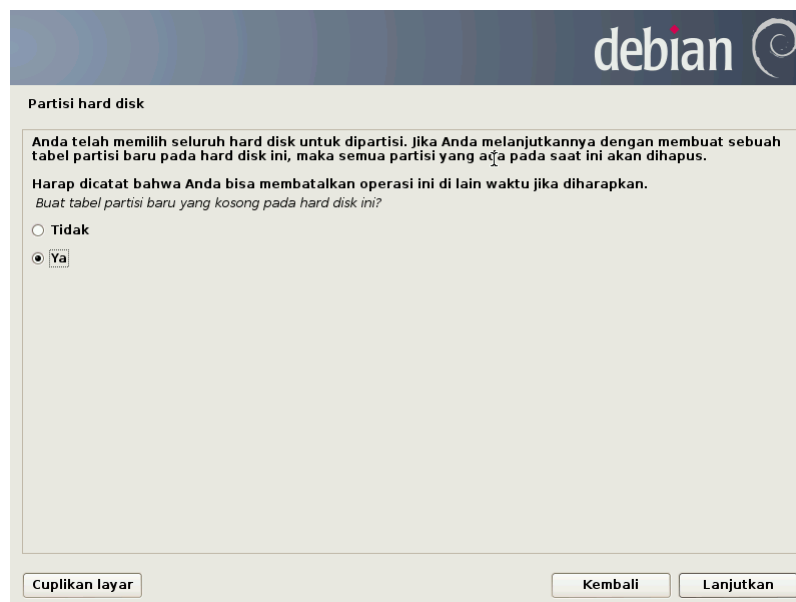 debian
Partisi hard disk
Anda telah memilih seluruh hard disk untuk dipartisi. Jika Anda melanjutkannya dengan membuat sebuah
tabel partisi baru pada hard disk ini, maka semua partisi yang ada pada saat ini akan dihapus.
Harap dicatat bahwa Anda bisa membatalkan operasi ini di lain waktu jika diharapkan.
Buat tabel partisi baru yang kosong pada hard disk ini?
Tidak
Ya
Cuplikan layar
Kembali
Lanjutkan